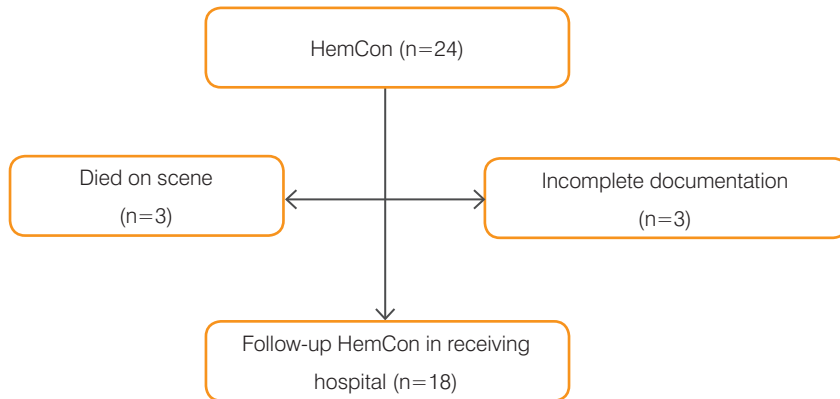 HemCon (n=24)
Died on scene
(n=3)
Incomplete documentation
(n=3)
Follow-up HemCon in receiving
hospital (n=18)